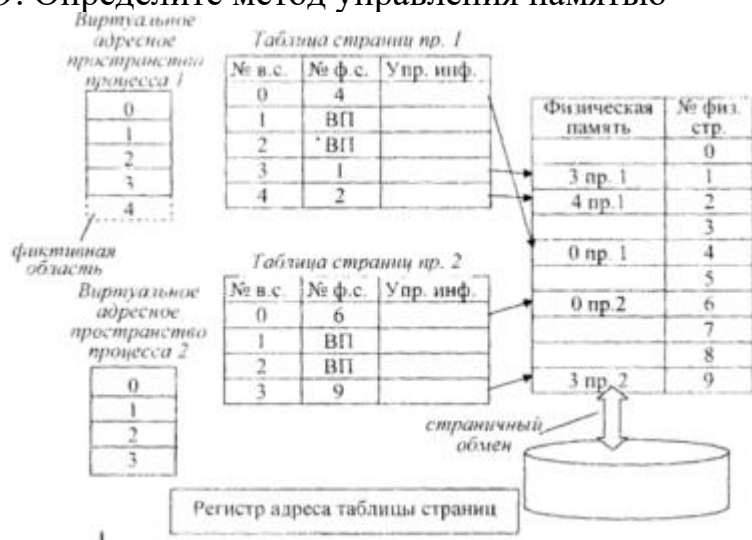 9. Определите метод управления памятью
Виртуальное
адресное
пространство
процесса 1
0
1
2
3
4
фиктивная
область
Таблица страниц пр. 1
№ в.с. № ф.с. Упр. инф.
0 4
1 ВП
2 ВП
3 1
4 2
Физическая память № физ. стр.
0
3 пр. 1 1
4 пр.1 2
3
0 пр. 1 4
5
0 пр.2 6
7
8
3 пр. 2 9
Виртуальное
адресное
пространство
процесса 2
0
1
2
3
Таблица страниц пр. 2
№ в.с. № ф.с. Упр. инф.
0 6
1 ВП
2 ВП
3 9
страничный
обмен
Регистр адреса таблицы страниц